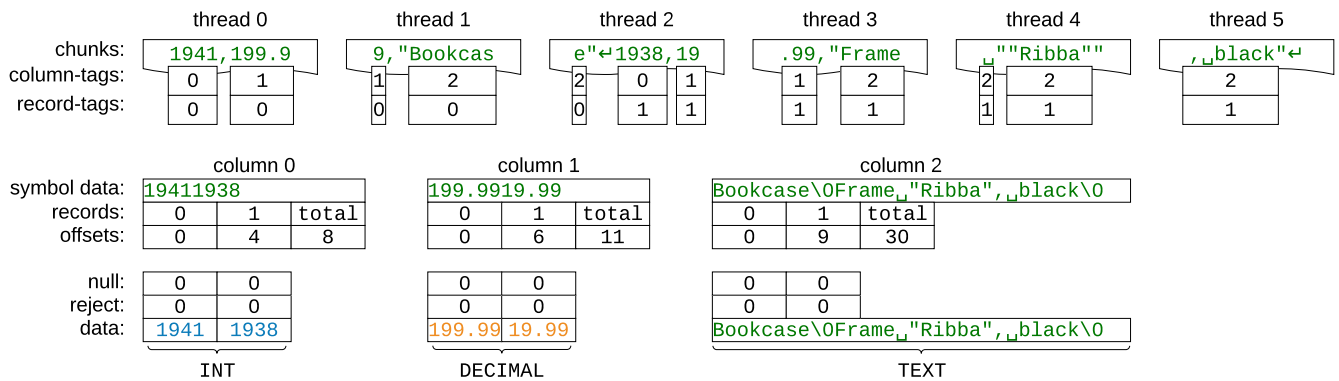 thread 0 thread 1 thread 2 thread 3 thread 4 thread 5
chunks: 1941,199.9 9,"Bookcas e"↵1938,19 .99,"Frame ␣""Ribba"" ,␣black"↵
column-tags: 0 1 1 2 2 0 1 1 2 2 2 2
record-tags: 0 0 0 0 0 1 1 1 1 1 1 1
column 0 column 1 column 2
symbol data: 19411938 199.9919.99 Bookcase\0Frame␣"Ribba",␣black\0
records: 0 1 total 0 1 total 0 1 total
offsets: 0 4 8 0 6 11 0 9 30
null: 0 0 0 0 0 0
reject: 0 0 0 0 0 0
data: 1941 1938 199.99 19.99 Bookcase\0Frame␣"Ribba",␣black\0
INT DECIMAL TEXT